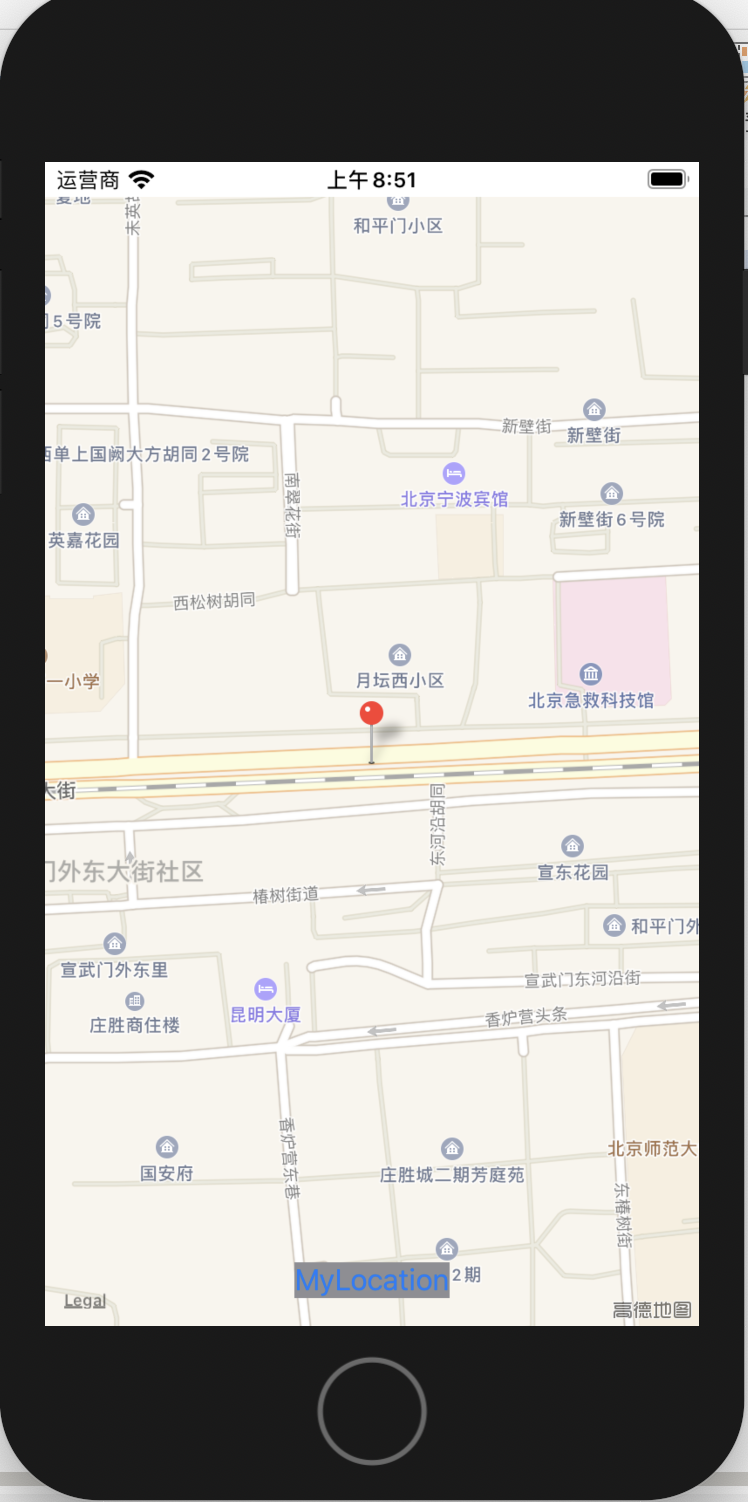 运营商
上午8:51
夏地
和平门小区
5号院
新壁街
新壁街
西单上国阙大方胡同2号院
南翠花街
北京宁波宾馆
新壁街6号院
英嘉花园
西松树胡同
一小学
月坛西小区
北京急救科技馆
大街
东河沿胡同
门外东大街社区
宣东花园
椿树街道
和平门外
宣武门外东里
宣武门东河沿街
庄胜商住楼
昆明大厦
香炉营头条
香炉营东巷
国安府
庄胜城二期芳庭苑
北京师范大
东椿树街
2期
MyLocation
Legal
高德地图